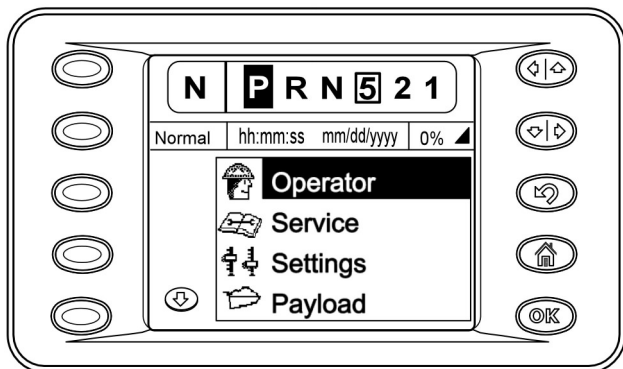 N P R N 5 2 1
Normal hh:mm:ss mm/dd/yyyy 0%
Operator
Service
Settings
Payload
OK